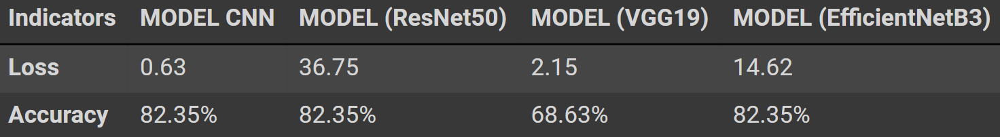 Indicators MODEL CNN MODEL (ResNet50) MODEL (VGG19) MODEL (EfficientNetB3)
Loss 0.63 36.75 2.15 14.62
Accuracy 82.35% 82.35% 68.63% 82.35%